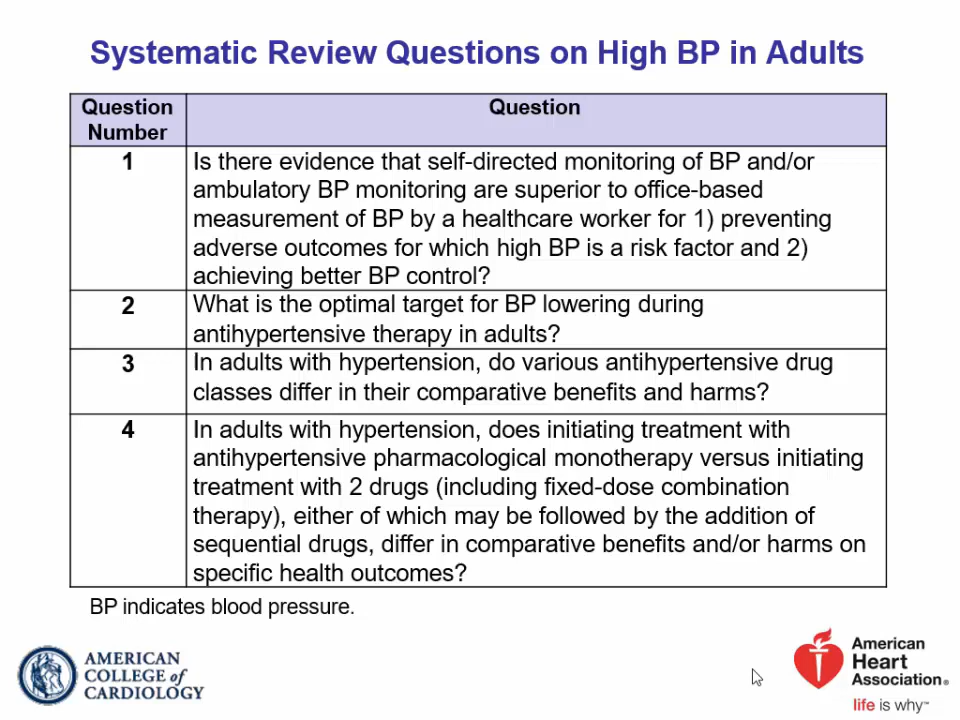 Systematic Review Questions on High BP in Adults
Question
Number
Question
1
Is there evidence that self-directed monitoring of BP and/or
ambulatory BP monitoring are superior to office-based
measurement of BP by a healthcare worker for 1) preventing
adverse outcomes for which high BP is a risk factor and 2)
achieving better BP control?
2
What is the optimal target for BP lowering during
antihypertensive therapy in adults?
3
In adults with hypertension, do various antihypertensive drug
classes differ in their comparative benefits and harms?
4
In adults with hypertension, does initiating treatment with
antihypertensive pharmacological monotherapy versus initiating
treatment with 2 drugs (including fixed-dose combination
therapy), either of which may be followed by the addition of
sequential drugs, differ in comparative benefits and/or harms on
specific health outcomes?
BP indicates blood pressure.
AMERICAN
COLLEGE of
CARDIOLOGY
American
Heart
Association®
life is why™